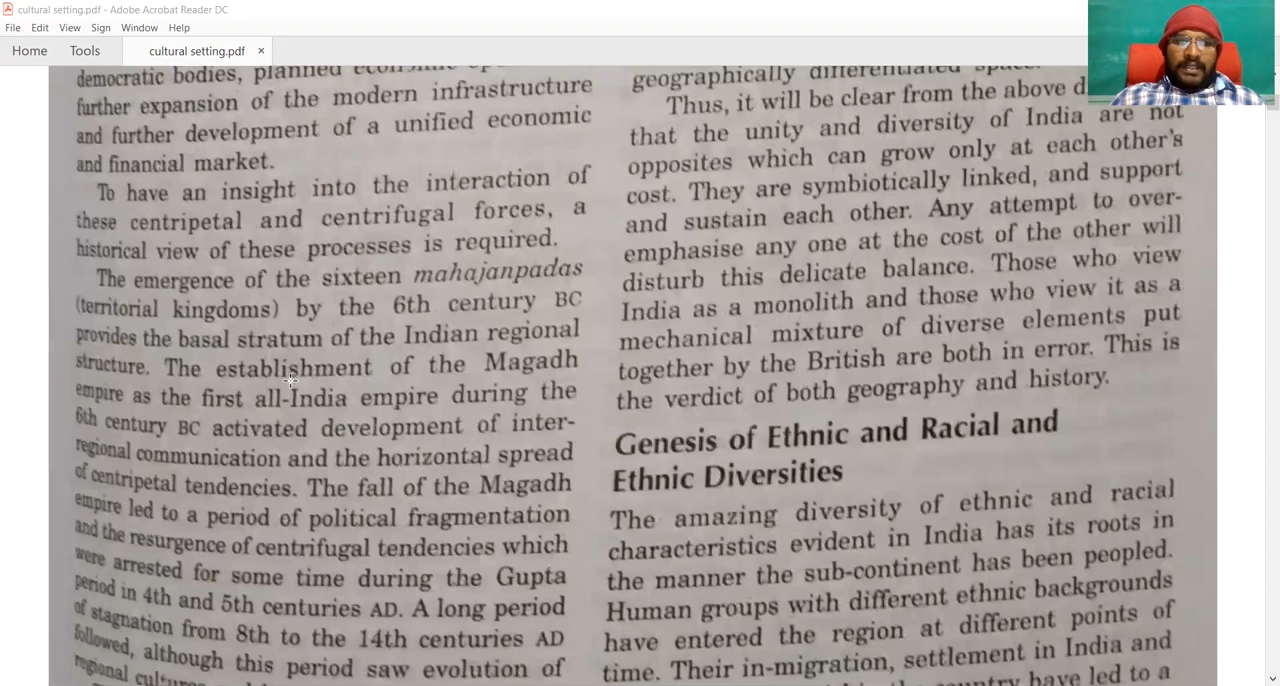 cultural setting.pdf - Adobe Acrobat Reader DC
File Edit View Sign Window Help
Home Tools cultural setting.pdf ×
democratic bodies, planned
further expansion of the modern infrastructure
and further development of a unified economic
and financial market.
To have an insight into the interaction of
these centripetal and centrifugal forces, a
historical view of these processes is required.
The emergence of the sixteen mahajanpadas
(territorial kingdoms) by the 6th century BC
provides the basal stratum of the Indian regional
structure. The establishment of the Magadh
empire as the first all-India empire during the
6th century BC activated development of inter-
regional communication and the horizontal spread
of centripetal tendencies. The fall of the Magadh
empire led to a period of political fragmentation
and the resurgence of centrifugal tendencies which
were arrested for some time during the Gupta
period in 4th and 5th centuries AD. A long period
of stagnation from 8th to the 14th centuries AD
followed, although this period saw evolution of
regional
geographically differentiated
Thus, it will be clear from the above
that the unity and diversity of India are not
opposites which can grow only at each other's
cost. They are symbiotically linked, and support
and sustain each other. Any attempt to over-
emphasise any one at the cost of the other will
disturb this delicate balance. Those who view
India as a monolith and those who view it as a
mechanical mixture of diverse elements put
together by the British are both in error. This is
the verdict of both geography and history.
Genesis of Ethnic and Racial and
Ethnic Diversities
The amazing diversity of ethnic and racial
characteristics evident in India has its roots in
the manner the sub-continent has been peopled.
Human groups with different ethnic backgrounds
have entered the region at different points of
time. Their in-migration, settlement in India and
have led to a